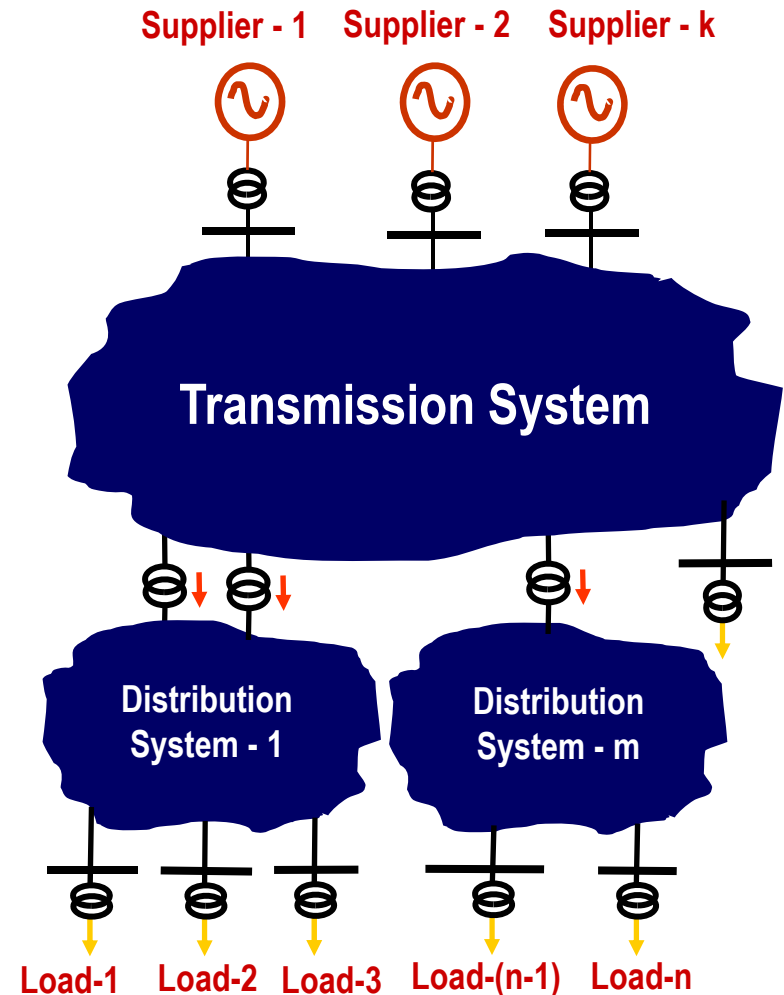 Supplier - 1 Supplier - 2 Supplier - k
Transmission System
Distribution
System - 1
Distribution
System - m
Load-1 Load-2 Load-3 Load-(n-1) Load-n